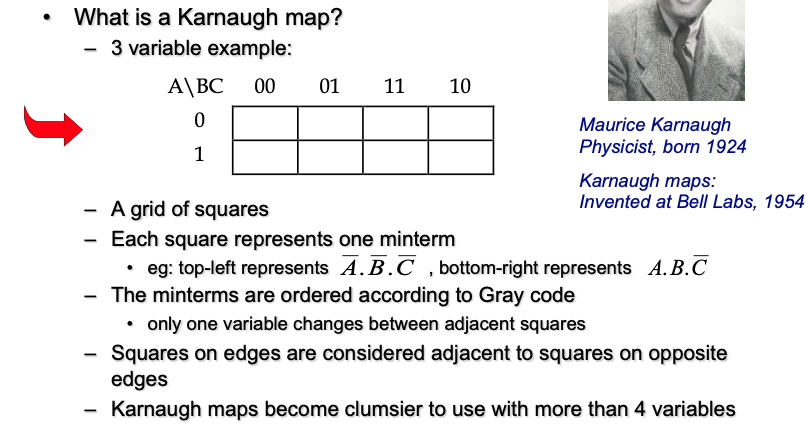 • What is a Karnaugh map?
– 3 variable example:
A\BC 00 01 11 10
0
1
Maurice Karnaugh
Physicist, born 1924
Karnaugh maps:
Invented at Bell Labs, 1954
– A grid of squares
– Each square represents one minterm
• eg: top-left represents A̅.B̅.C̅ , bottom-right represents A.B.C̅
– The minterms are ordered according to Gray code
• only one variable changes between adjacent squares
– Squares on edges are considered adjacent to squares on opposite
edges
– Karnaugh maps become clumsier to use with more than 4 variables